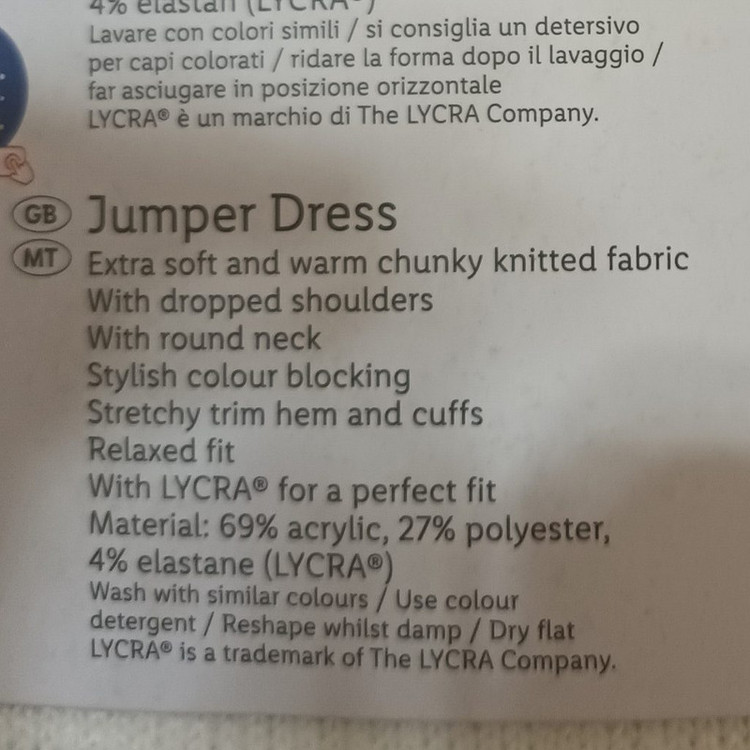 4% elastan (LYCRA®)
Lavare con colori simili / si consiglia un detersivo
per capi colorati / ridare la forma dopo il lavaggio /
far asciugare in posizione orizzontale
LYCRA® è un marchio di The LYCRA Company.
GB Jumper Dress
MT Extra soft and warm chunky knitted fabric
With dropped shoulders
With round neck
Stylish colour blocking
Stretchy trim hem and cuffs
Relaxed fit
With LYCRA® for a perfect fit
Material: 69% acrylic, 27% polyester,
4% elastane (LYCRA®)
Wash with similar colours / Use colour
detergent / Reshape whilst damp / Dry flat
LYCRA® is a trademark of The LYCRA Company.